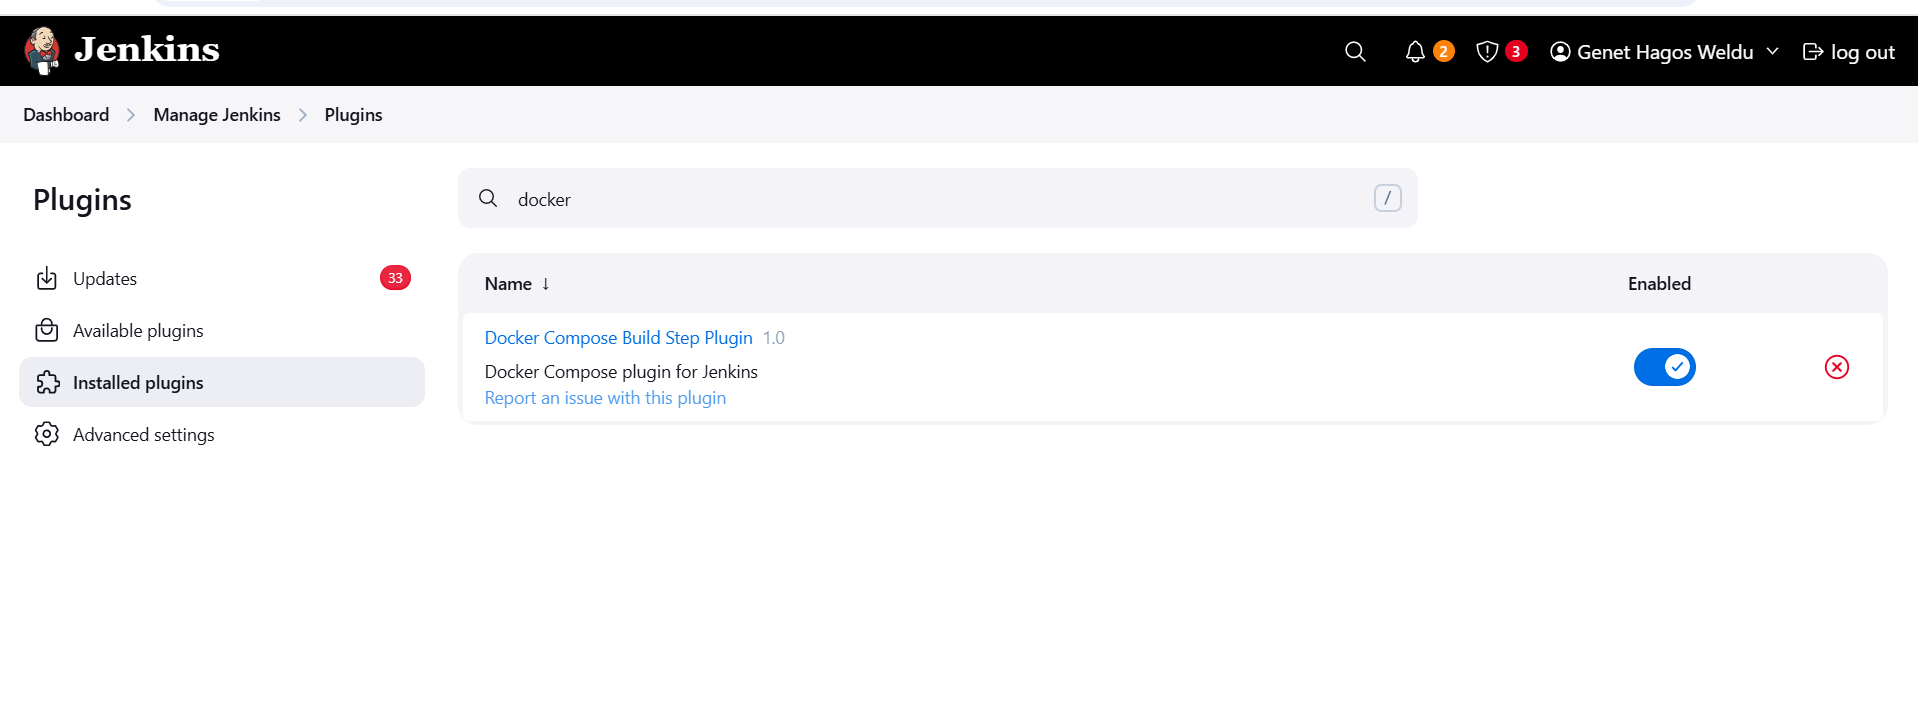 Jenkins
2
3
Genet Hagos Weldu
log out
Dashboard
Manage Jenkins
Plugins
Plugins
docker
/
Updates
33
Available plugins
Installed plugins
Advanced settings
Name ↓
Enabled
Docker Compose Build Step Plugin 1.0
Docker Compose plugin for Jenkins
Report an issue with this plugin